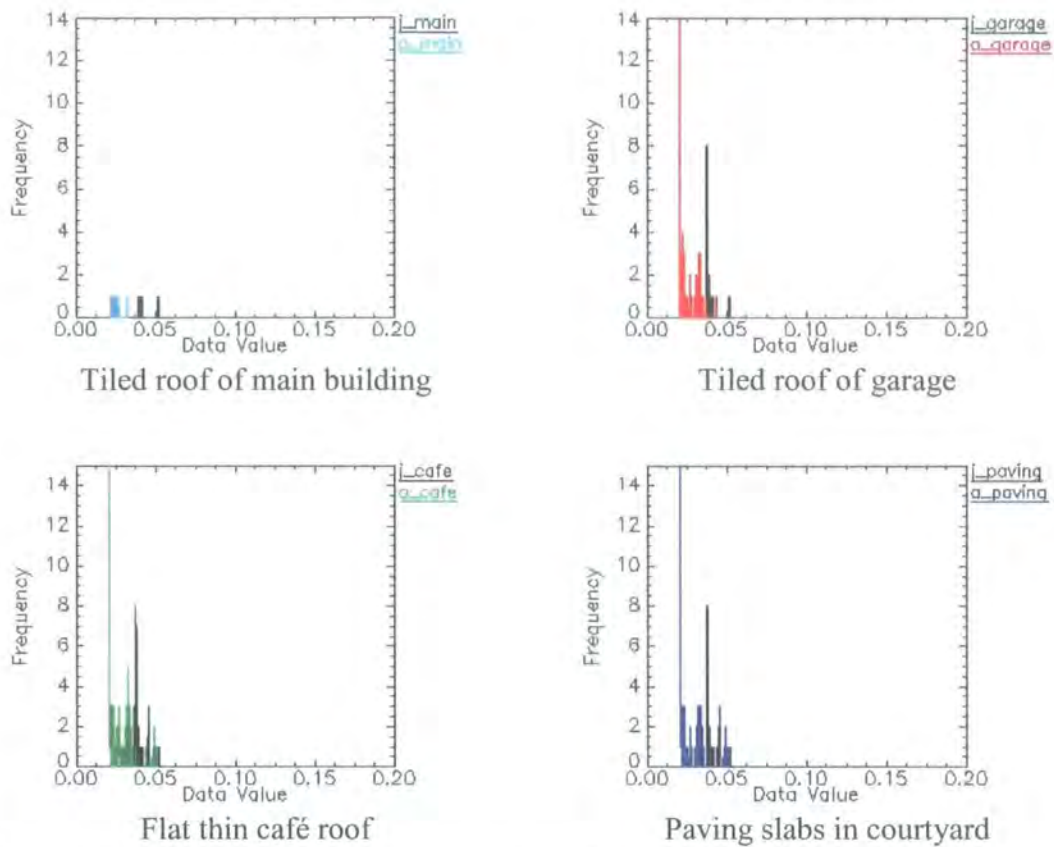 14
12
10
8
6
4
2
0
Frequency
0.00 0.05 0.10 0.15 0.20
Data Value
i_main
a_main
Tiled roof of main building
14
12
10
8
6
4
2
0
Frequency
0.00 0.05 0.10 0.15 0.20
Data Value
i_garage
a_garage
Tiled roof of garage
14
12
10
8
6
4
2
0
Frequency
0.00 0.05 0.10 0.15 0.20
Data Value
i_cafe
a_cafe
Flat thin café roof
14
12
10
8
6
4
2
0
Frequency
0.00 0.05 0.10 0.15 0.20
Data Value
i_paving
a_paving
Paving slabs in courtyard